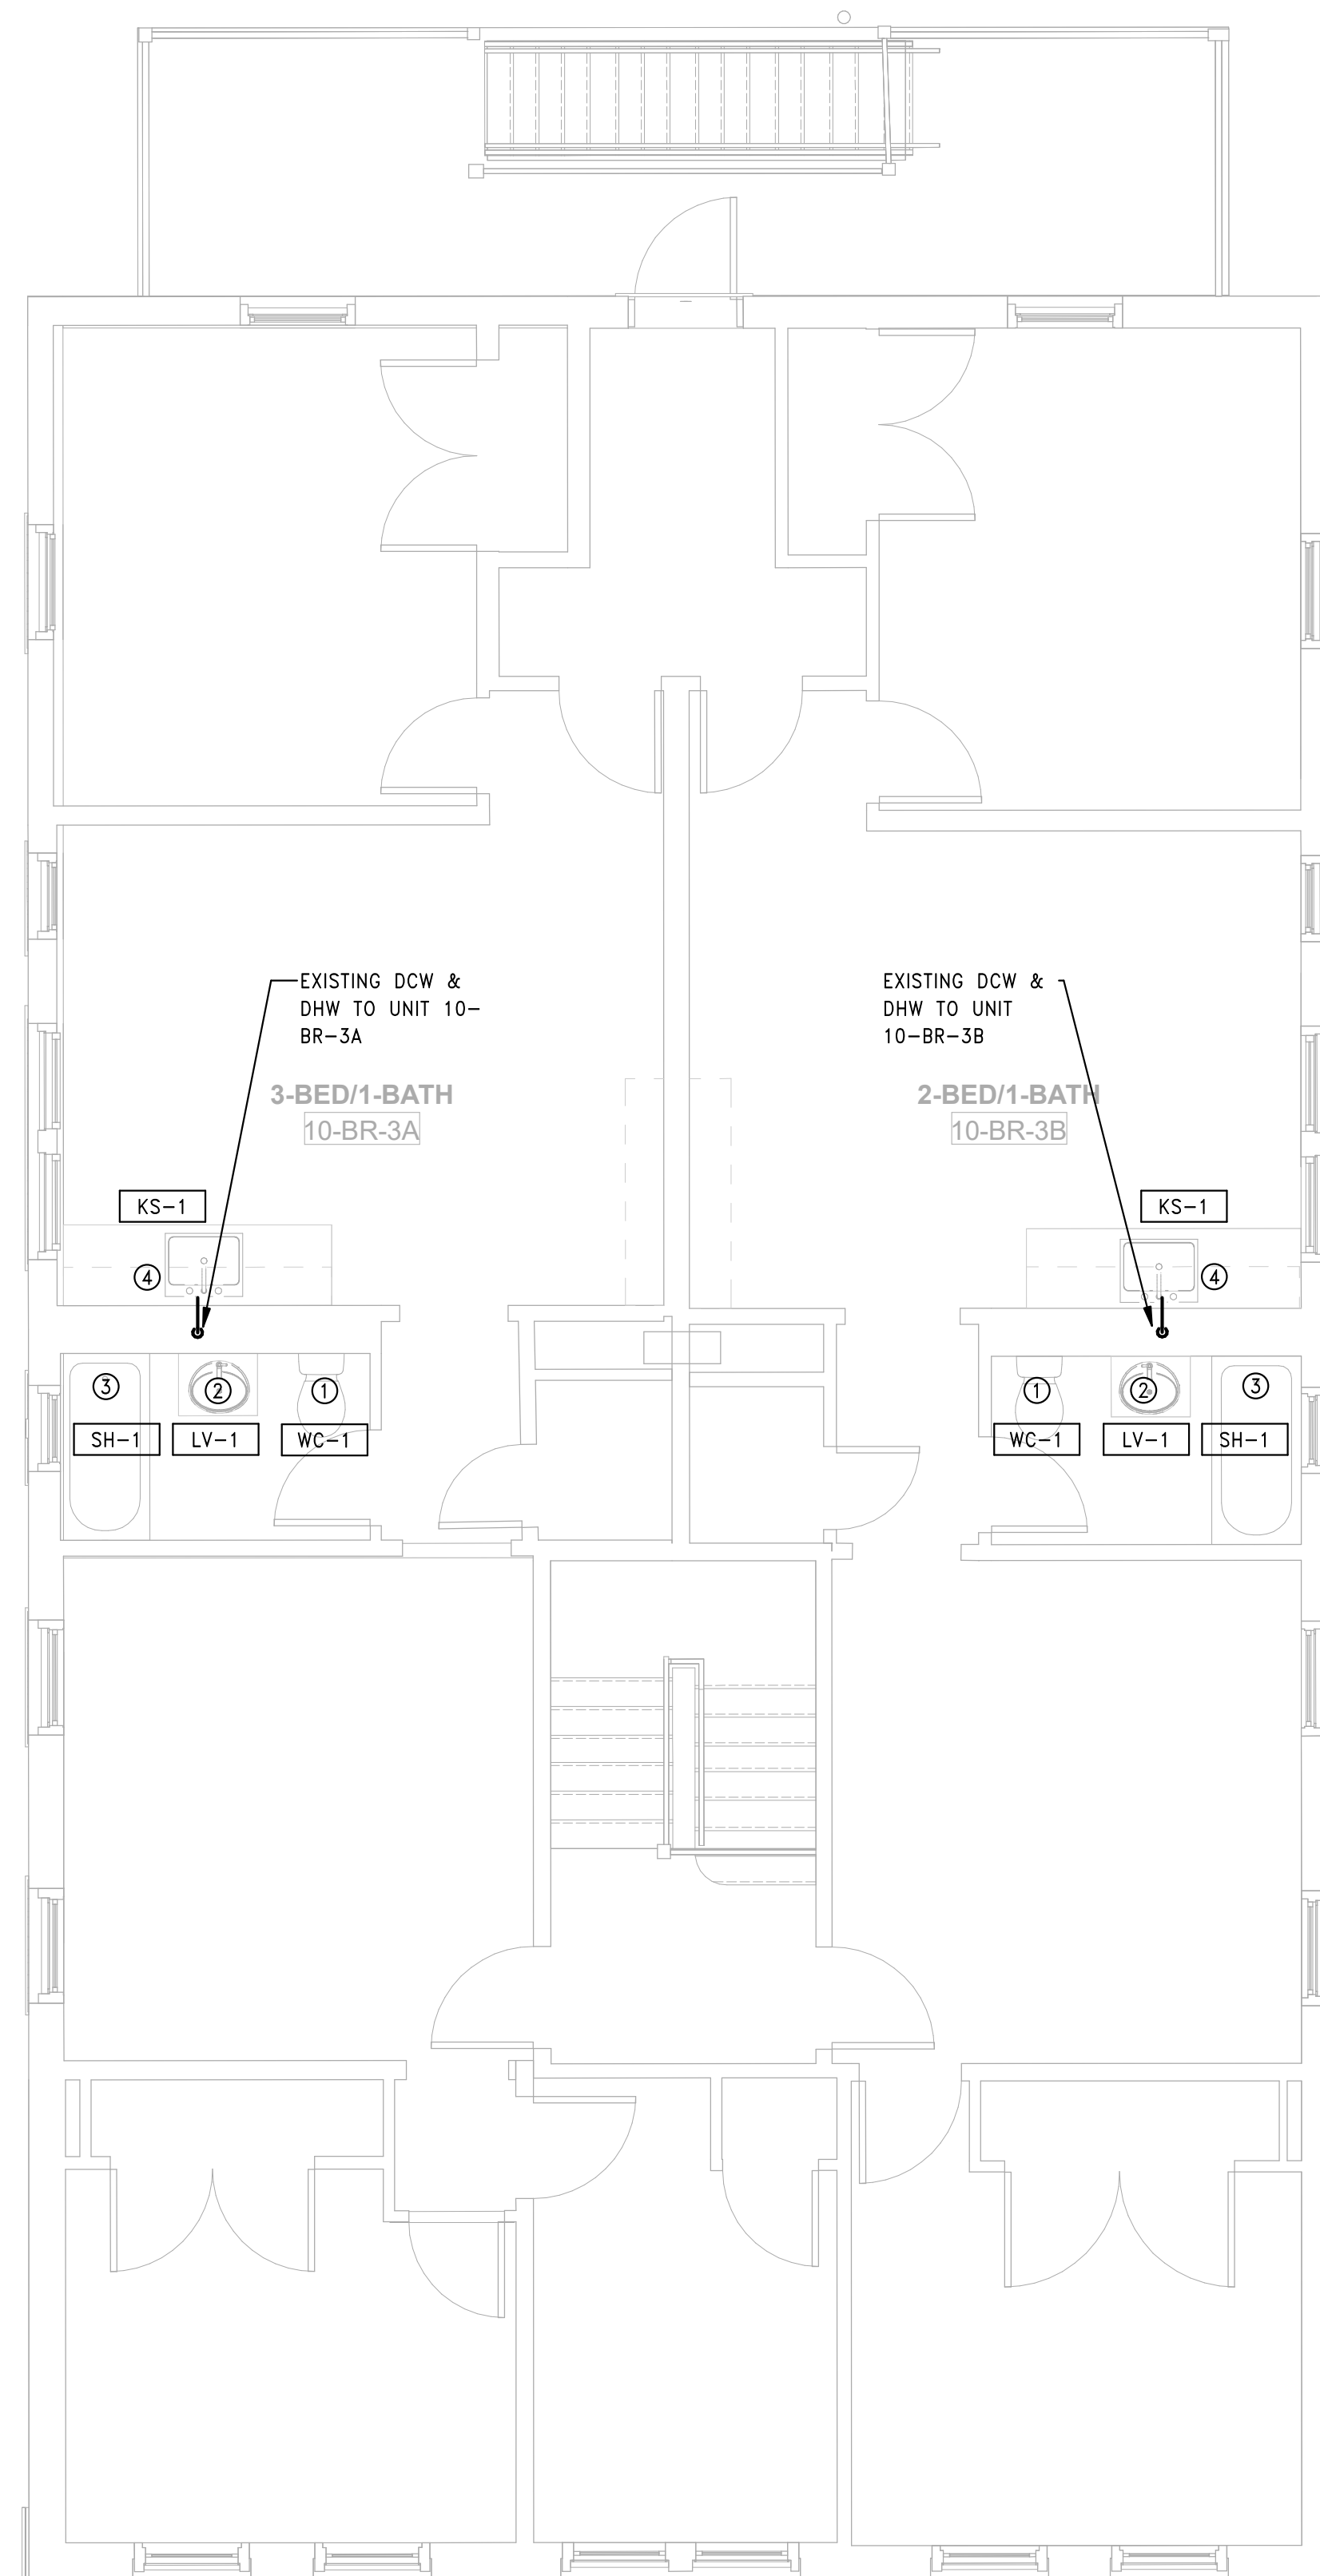 EXISTING DCW &
DHW TO UNIT 10-
BR-3A
EXISTING DCW &
DHW TO UNIT
10-BR-3B
3-BED/1-BATH
10-BR-3A
2-BED/1-BATH
10-BR-3B
KS-1
4
KS-1
4
3
2
1
SH-1
LV-1
WC-1
1
2
3
WC-1
LV-1
SH-1